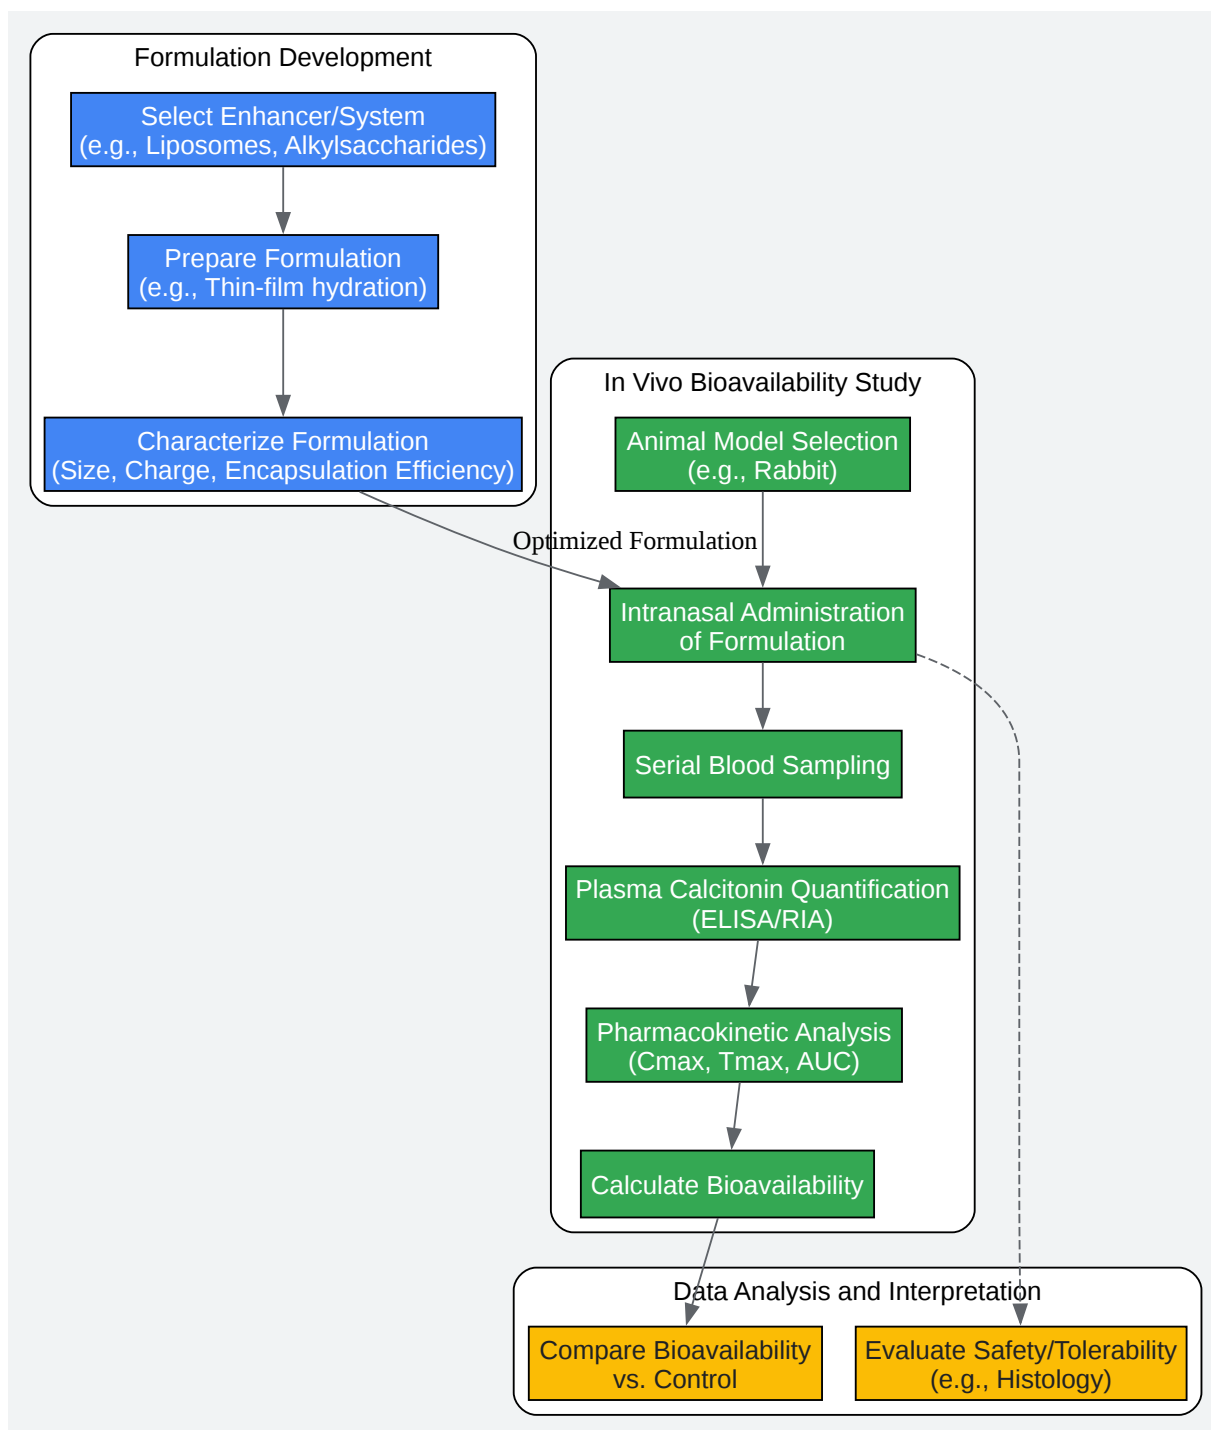 Formulation Development
Select Enhancer/System
(e.g., Liposomes, Alkylsaccharides)
Prepare Formulation
(e.g., Thin-film hydration)
Characterize Formulation
(Size, Charge, Encapsulation Efficiency)
In Vivo Bioavailability Study
Animal Model Selection
(e.g., Rabbit)
Optimized Formulation
Intranasal Administration
of Formulation
Serial Blood Sampling
Plasma Calcitonin Quantification
(ELISA/RIA)
Pharmacokinetic Analysis
(Cmax, Tmax, AUC)
Calculate Bioavailability
Data Analysis and Interpretation
Compare Bioavailability
vs. Control
Evaluate Safety/Tolerability
(e.g., Histology)